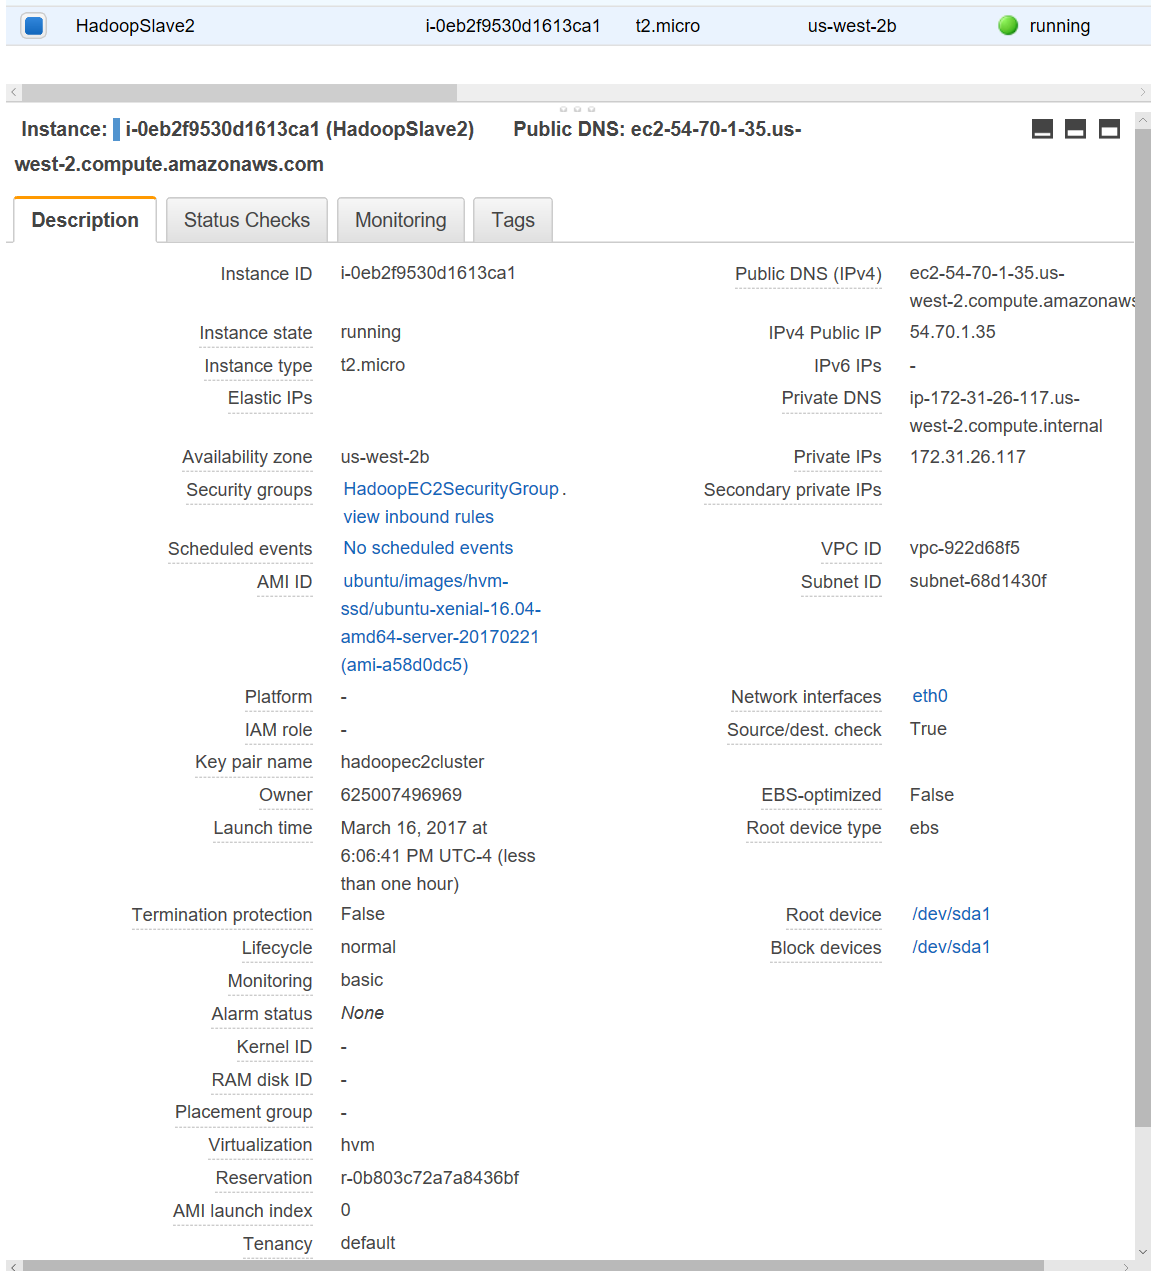 HadoopSlave2 i-0eb2f9530d1613ca1 t2.micro us-west-2b running
Instance: i-0eb2f9530d1613ca1 (HadoopSlave2) Public DNS: ec2-54-70-1-35.us-
west-2.compute.amazonaws.com
Description Status Checks Monitoring Tags
Instance ID i-0eb2f9530d1613ca1 Public DNS (IPv4) ec2-54-70-1-35.us-
west-2.compute.amazonaws
Instance state running IPv4 Public IP 54.70.1.35
Instance type t2.micro IPv6 IPs -
Elastic IPs Private DNS ip-172-31-26-117.us-
west-2.compute.internal
Availability zone us-west-2b Private IPs 172.31.26.117
Security groups HadoopEC2SecurityGroup. Secondary private IPs
view inbound rules
Scheduled events No scheduled events VPC ID vpc-922d68f5
AMI ID ubuntu/images/hvm- Subnet ID subnet-68d1430f
ssd/ubuntu-xenial-16.04-
amd64-server-20170221
(ami-a58d0dc5)
Platform - Network interfaces eth0
IAM role - Source/dest. check True
Key pair name hadoopec2cluster
Owner 625007496969 EBS-optimized False
Launch time March 16, 2017 at Root device type ebs
6:06:41 PM UTC-4 (less
than one hour)
Termination protection False Root device /dev/sda1
Lifecycle normal Block devices /dev/sda1
Monitoring basic
Alarm status None
Kernel ID -
RAM disk ID -
Placement group -
Virtualization hvm
Reservation r-0b803c72a7a8436bf
AMI launch index 0
Tenancy default